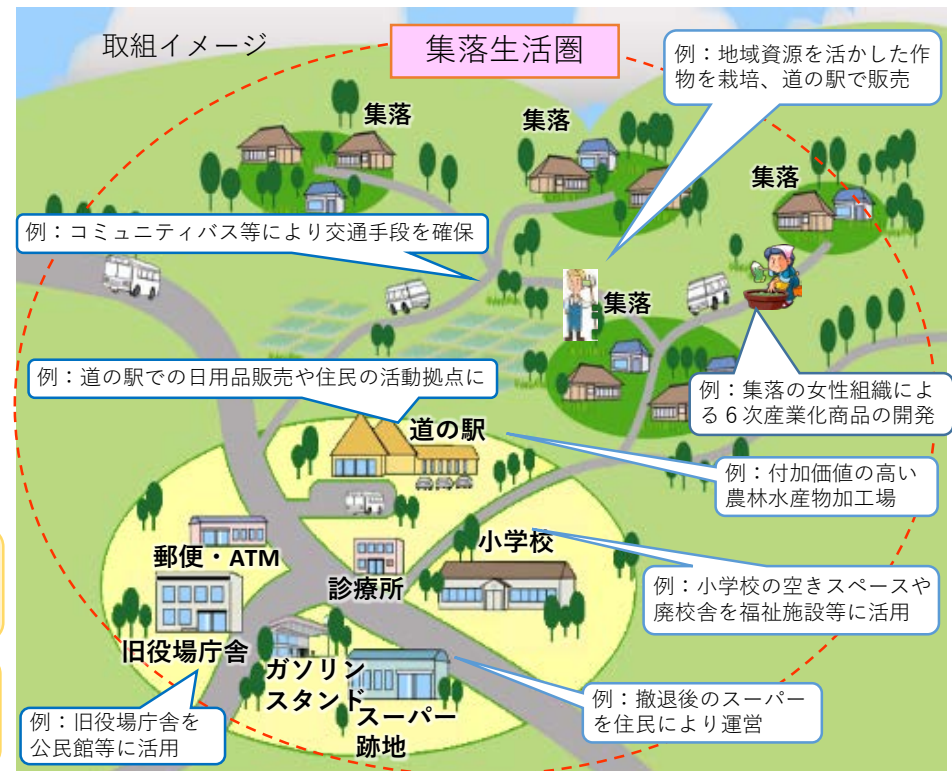 取組イメージ
集落生活圏
例：地域資源を活かした作
物を栽培、道の駅で販売
集落
集落
集落
例：コミュニティバス等により交通手段を確保
集落
例：道の駅での日用品販売や住民の活動拠点に
例：集落の女性組織によ
る６次産業化商品の開発
道の駅
例：付加価値の高い
農林水産物加工場
郵便・ATM
小学校
診療所
例：小学校の空きスペースや
廃校舎を福祉施設等に活用
旧役場庁舎
ガソリン
スタンド
スーパー
跡地
例：撤退後のスーパー
を住民により運営
例：旧役場庁舎を
公民館等に活用